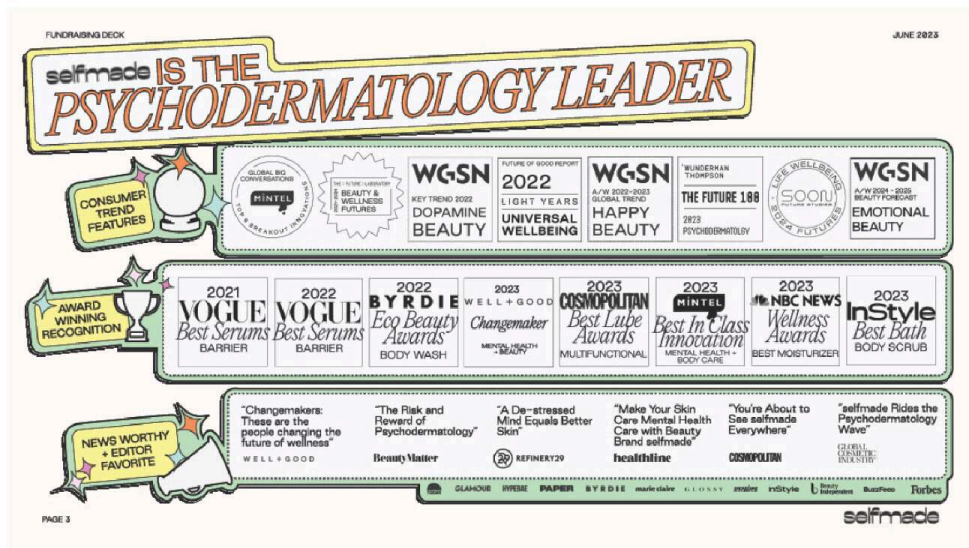 FUNDRAISING DECK
JUNE 2023
selfmade IS THE
PSYCHODERMATOLOGY LEADER
CONSUMER
TREND
FEATURES
GLOBAL BIG
CONVERSATIONS
MINTEL
TOP 5 BREAKOUT INNOVATIONS
THE FUTURE LABORATORY
BEAUTY &
WELLNESS
FUTURES
WGSN
KEY TREND 2022
DOPAMINE
BEAUTY
FUTURE OF GOOD REPORT
2022
LIGHT YEARS
UNIVERSAL
WELLBEING
WGSN
A/W 2022-2023
GLOBAL TREND
HAPPY
BEAUTY
WUNDERMAN
THOMPSON
THE FUTURE 100
2023
PSYCHODERMATOLGY
LIFE WELLBEING
SOON
FUTURE STUDIES
2024 FUTURES
WGSN
A/W 2024 - 2025
BEAUTY FORECAST
EMOTIONAL
BEAUTY
AWARD
WINNING
RECOGNITION
2021
VOGUE
Best Serums
BARRIER
2022
VOGUE
Best Serums
BARRIER
2022
BYRDIE
Eco Beauty
Awards
BODY WASH
2023
WELL+GOOD
Changemaker
MENTAL HEALTH
+ BEAUTY
2023
COSMOPOLITAN
Best Lube
Awards
MULTIFUNCTIONAL
2023
MINTEL
Best In Class
Innovation
MENTAL HEALTH +
BODY CARE
2023
NBC NEWS
Wellness
Awards
BEST MOISTURIZER
2023
InStyle
Best Bath
BODY SCRUB
NEWS WORTHY
+ EDITOR
FAVORITE
"Changemakers:
These are the
people changing the
future of wellness"
WELL+GOOD
"The Risk and
Reward of
Psychodermatology"
BeautyMatter
"A De-stressed
Mind Equals Better
Skin"
29 REFINERY29
"Make Your Skin
Care Mental Health
Care with Beauty
Brand selfmade"
healthline
"You're About to
See selfmade
Everywhere"
COSMOPOLITAN
"selfmade Rides the
Psychodermatology
Wave"
GLOBAL
COSMETIC
INDUSTRY
GLAMOUR HYPEBAE PAPER BYRDIE marie claire GLOSSY InStyle Beauty Independent BuzzFeed Forbes
PAGE 3
selfmade